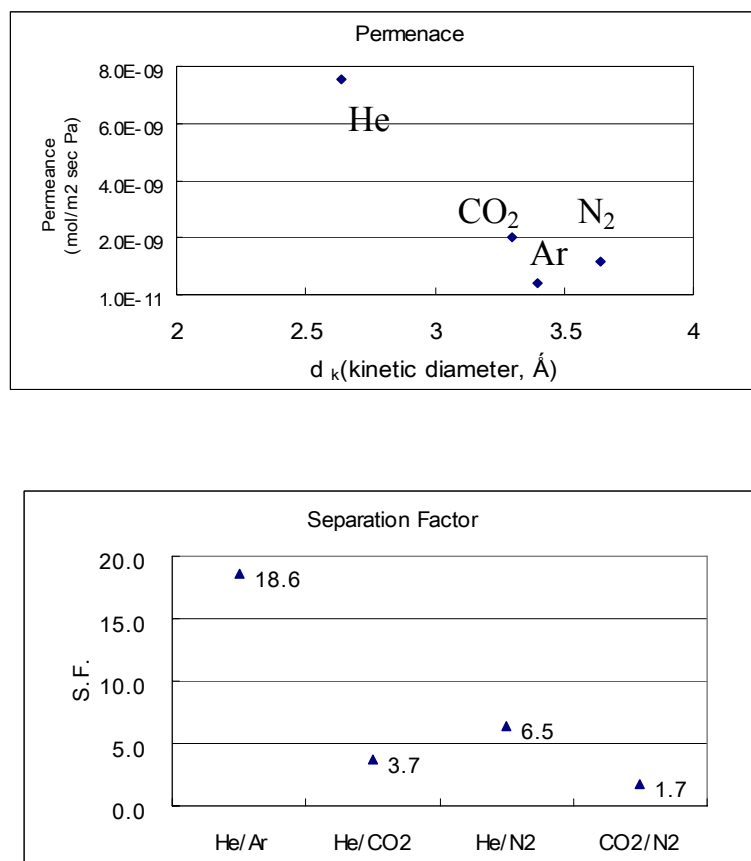 Permenace
8.0E-09
6.0E-09
4.0E-09
2.0E-09
1.0E-11
Permeance
(mol/m2 sec Pa)
He
CO2
Ar
N2
2 2.5 3 3.5 4
d k(kinetic diameter, Ǻ)
Separation Factor
20.0
15.0
10.0
5.0
0.0
S.F.
18.6
3.7
6.5
1.7
He/Ar He/CO2 He/N2 CO2/N2